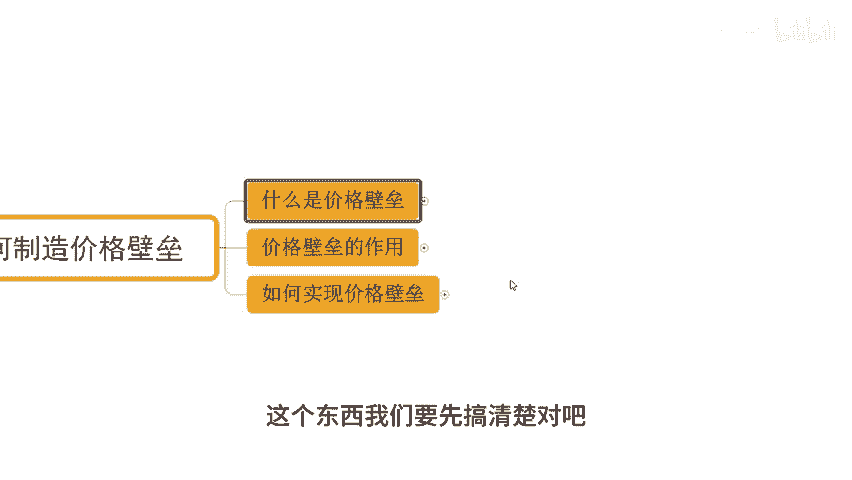 什么是价格壁垒
何制造价格壁垒
价格壁垒的作用
如何实现价格壁垒
这个东西我们要先搞清楚对吧